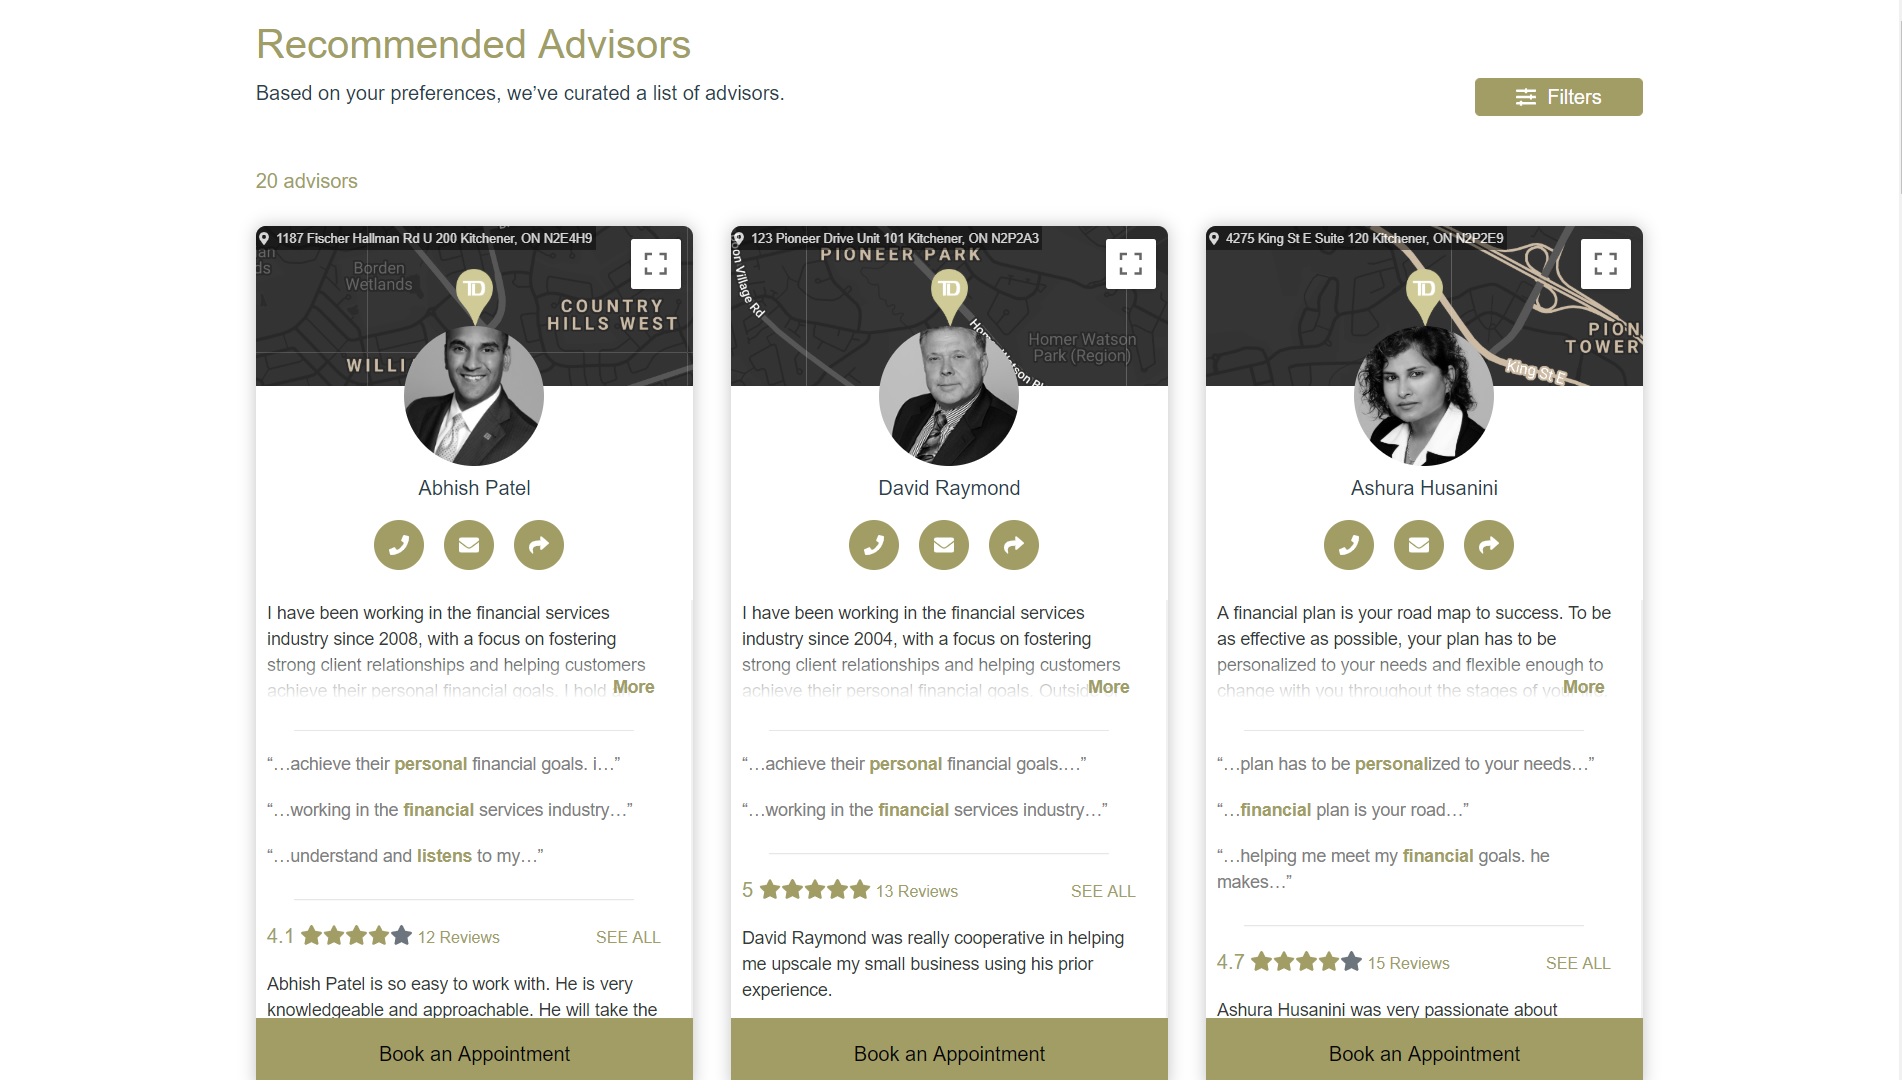 Recommended Advisors
Based on your preferences, we’ve curated a list of advisors.
Filters
20 advisors
1187 Fischer Hallman Rd U 200 Kitchener, ON N2E4H9
Borden
Wetlands
TD
COUNTRY
HILLS WEST
WILLI
Abhish Patel
I have been working in the financial services
industry since 2008, with a focus on fostering
strong client relationships and helping customers
achieve their personal financial goals. I hold
More
“…achieve their personal financial goals. i…”
“…working in the financial services industry…”
“…understand and listens to my…”
4.1
12 Reviews
SEE ALL
Abhish Patel is so easy to work with. He is very
knowledgeable and approachable. He will take the
Book an Appointment
123 Pioneer Drive Unit 101 Kitchener, ON N2P2A3
PIONEER PARK
on Village Rd
TD
Homer Watson
Park (Region)
David Raymond
I have been working in the financial services
industry since 2004, with a focus on fostering
strong client relationships and helping customers
achieve their personal financial goals. Outsid
More
“…achieve their personal financial goals.…”
“…working in the financial services industry…”
5
13 Reviews
SEE ALL
David Raymond was really cooperative in helping
me upscale my small business using his prior
experience.
Book an Appointment
4275 King St E Suite 120 Kitchener, ON N2P2E9
TD
PION
TOWER
King St E
Ashura Husanini
A financial plan is your road map to success. To be
as effective as possible, your plan has to be
personalized to your needs and flexible enough to
change with you throughout the stages of yo
More
“…plan has to be personalized to your needs…”
“…financial plan is your road…”
“…helping me meet my financial goals. he
makes…”
4.7
15 Reviews
SEE ALL
Ashura Husanini was very passionate about
Book an Appointment